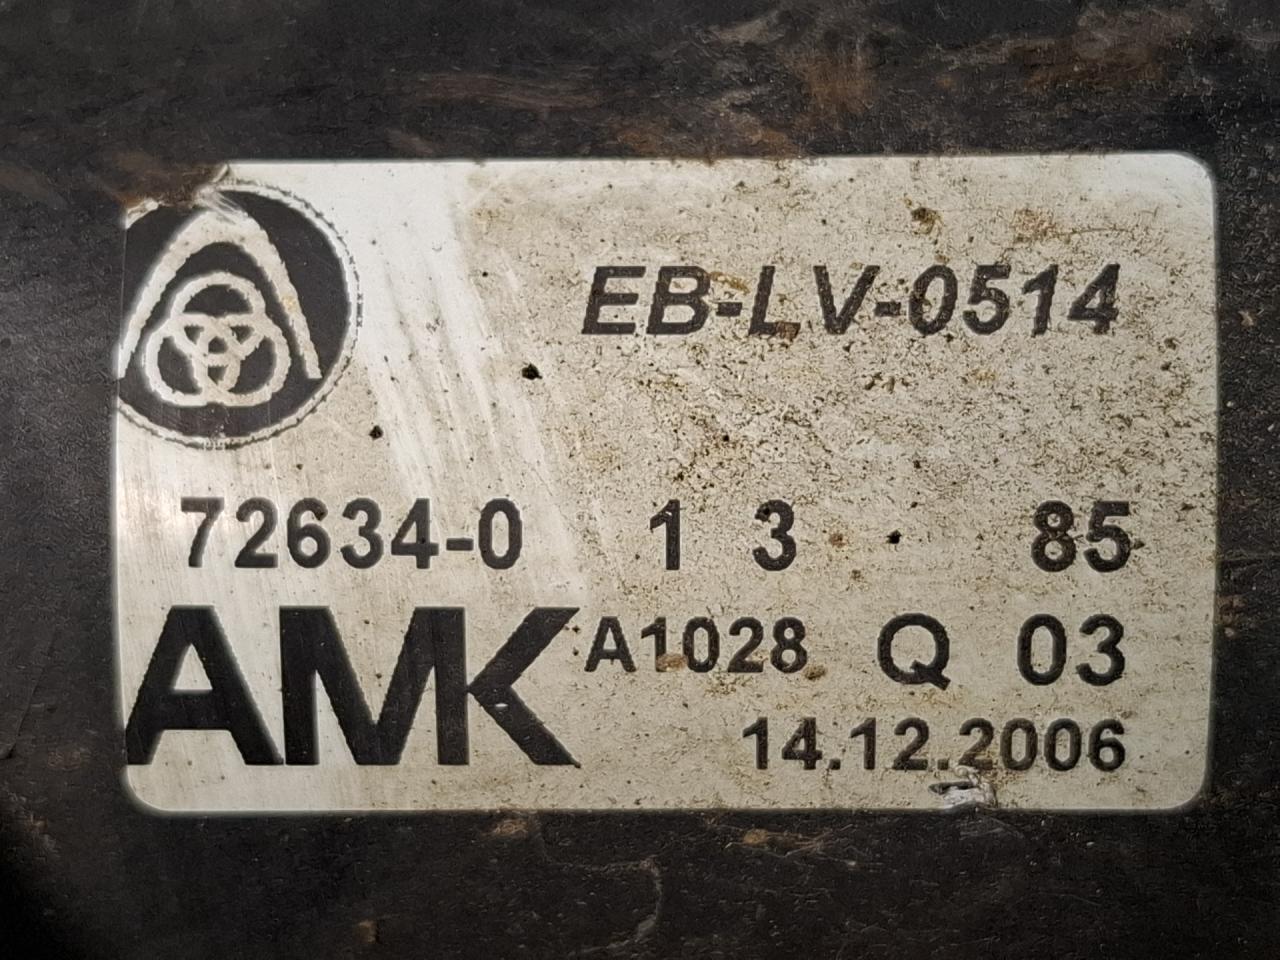 EB-LV-0514
72634-0 1 3 85
AMK A1028 Q 03
14.12.2006